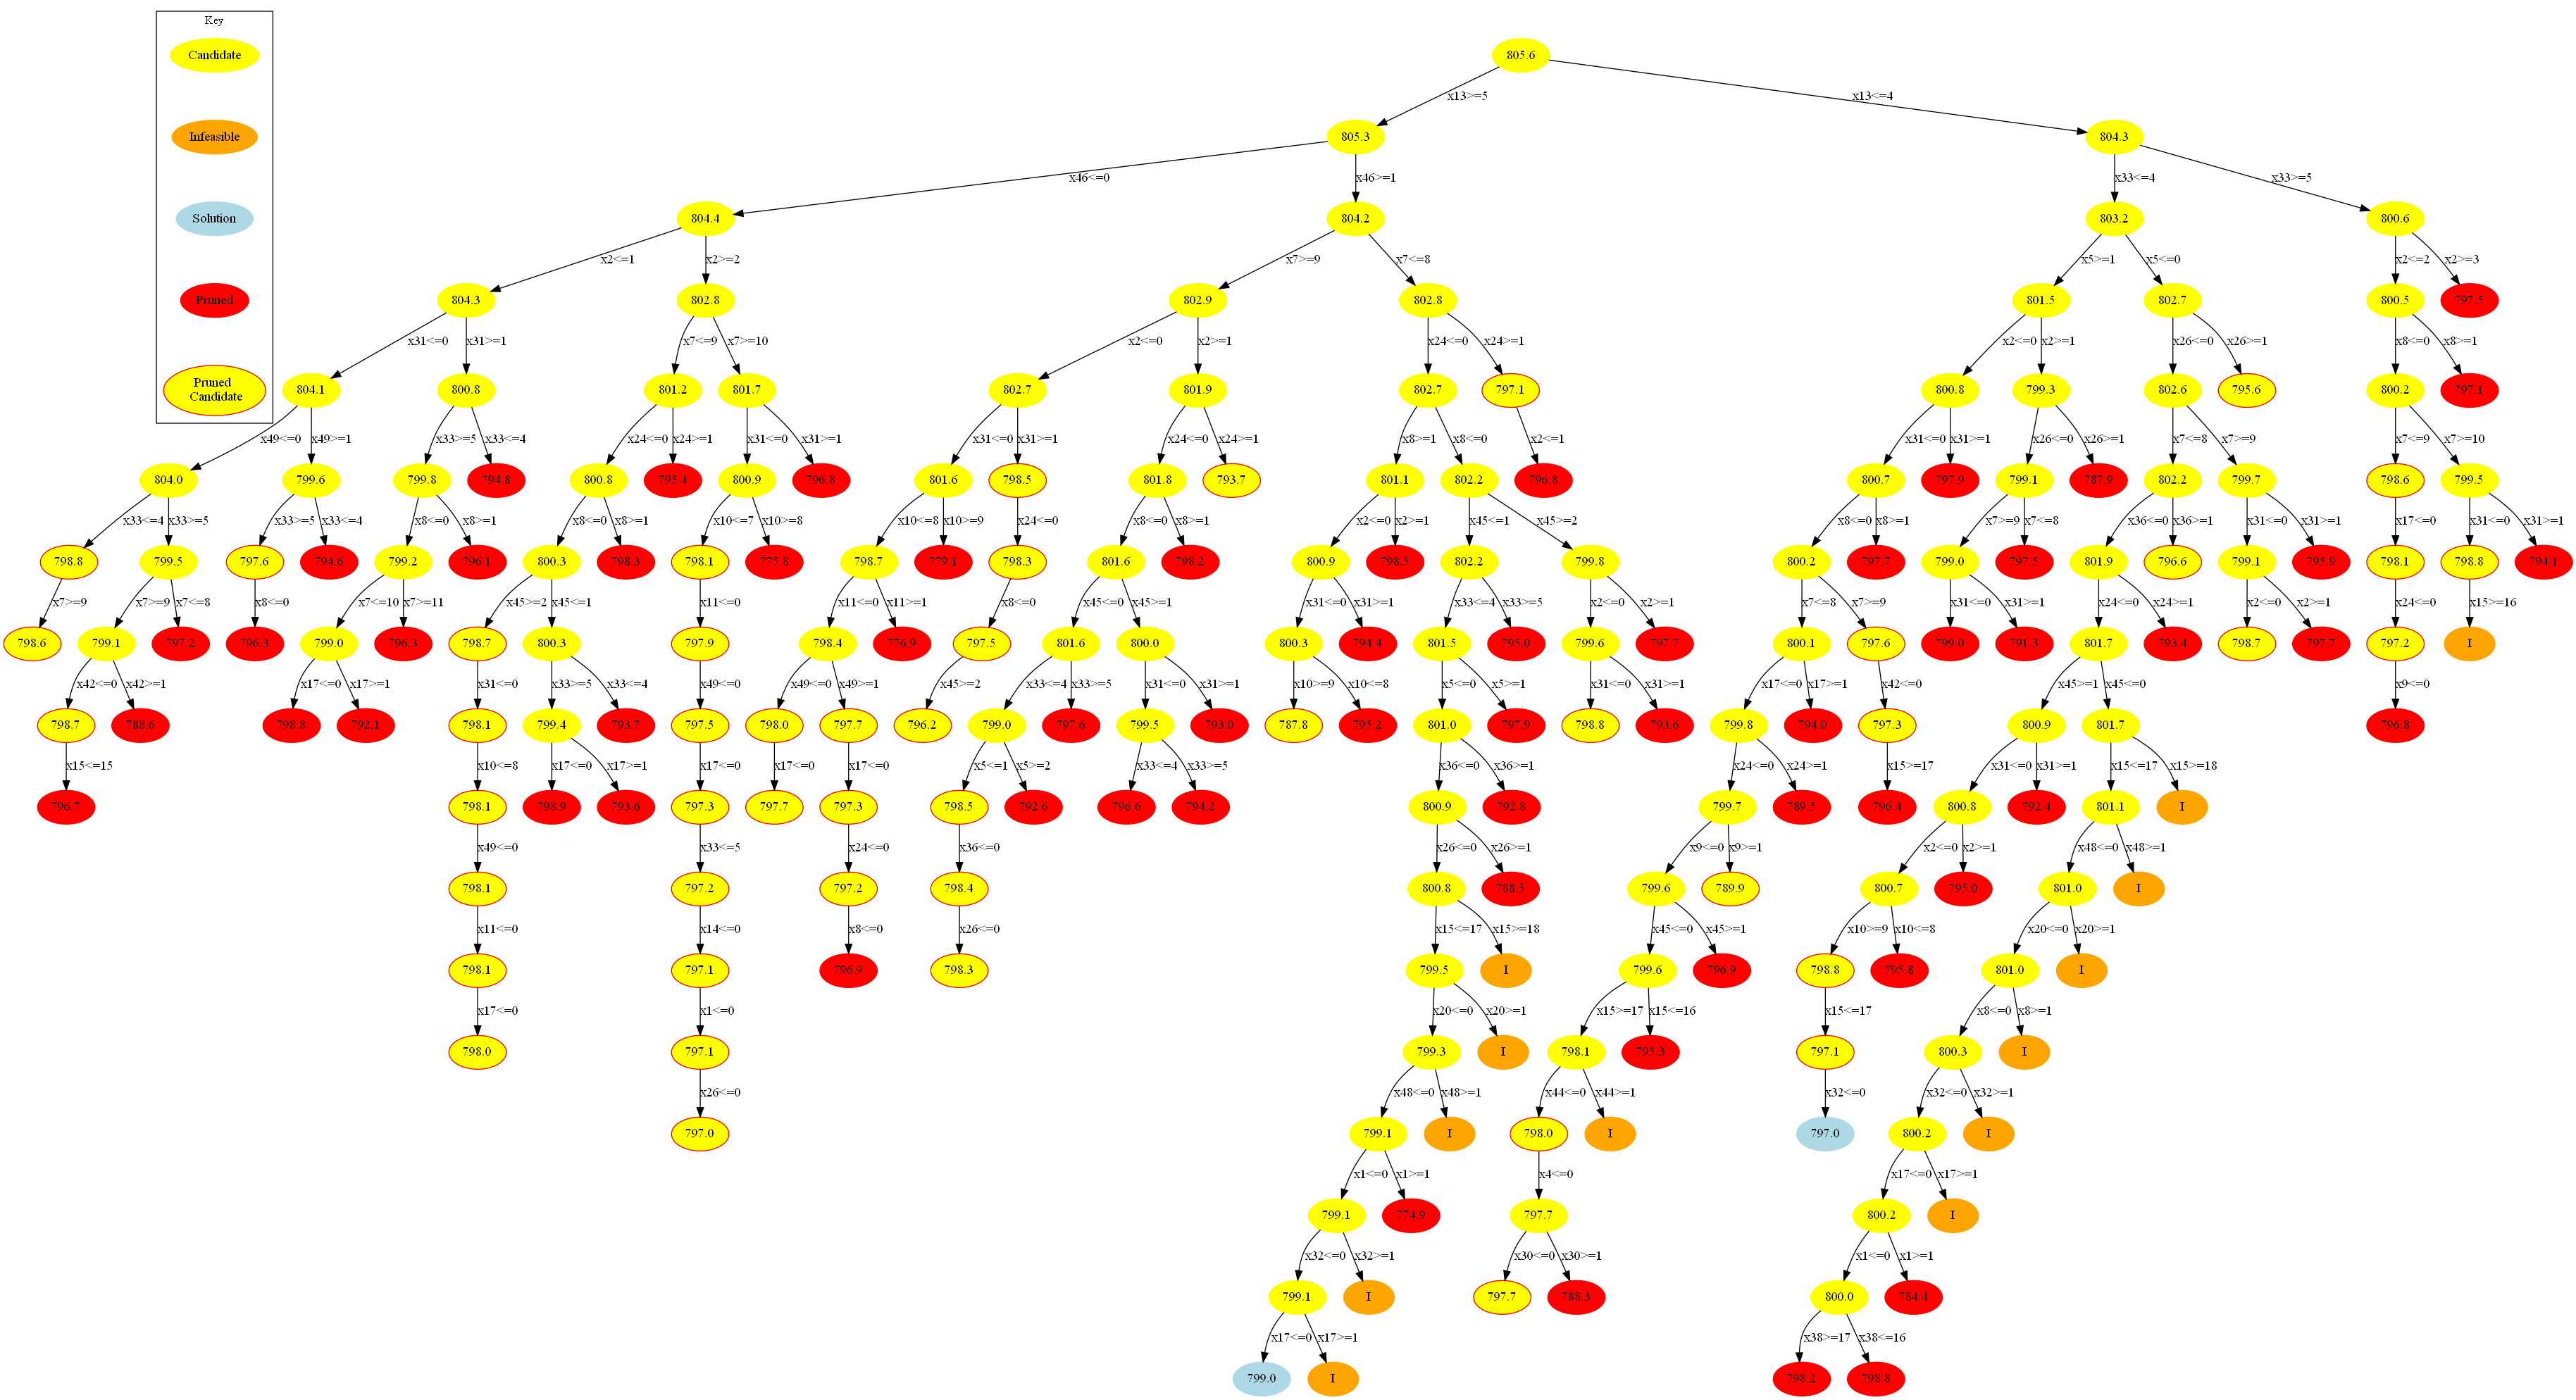 Key
Candidate
Infeasible
Solution
Pruned
Pruned
Candidate
805.6
x13>=5 x13<=4
805.3 804.3
x46<=0 x46>=1 x33<=4 x33>=5
804.4 804.2 803.2 800.6
x2<=1 x2>=2 x7>=9 x7<=8 x5>=1 x5<=0 x2<=2 x2>=3
804.3 802.8 802.9 802.8 801.5 802.7 800.5 797.5
x31<=0 x31>=1 x7<=9 x7>=10 x2<=0 x2>=1 x24<=0 x24>=1 x2<=0 x2>=1 x26<=0 x26>=1 x8<=0 x8>=1
804.1 800.8 801.2 801.7 802.7 801.9 802.7 797.1 800.8 799.3 802.6 795.6 800.2 797.1
x49<=0 x49>=1 x33>=5 x33<=4 x24<=0 x24>=1 x31<=0 x31>=1 x31<=0 x31>=1 x24<=0 x24>=1 x8>=1 x8<=0 x2<=1 x31<=0 x31>=1 x26<=0 x26>=1 x7<=8 x7>=9 x7<=9 x7>=10
804.0 799.6 799.8 794.8 800.8 795.4 800.9 796.8 801.6 798.5 801.8 793.7 801.1 802.2 796.8 800.7 797.9 799.1 787.9 802.2 799.7 798.6 799.5
x33<=4 x33>=5 x33>=5 x33<=4 x8<=0 x8>=1 x8<=0 x8>=1 x10<=7 x10>=8 x10<=8 x10>=9 x24<=0 x8<=0 x8>=1 x2<=0 x2>=1 x45<=1 x45>=2 x8<=0 x8>=1 x7>=9 x7<=8 x36<=0 x36>=1 x31<=0 x31>=1 x17<=0 x31<=0 x31>=1
798.8 799.5 797.6 794.6 799.2 796.1 800.3 798.3 798.1 775.8 798.7 779.1 798.3 801.6 798.2 800.9 798.5 802.2 799.8 800.2 797.7 799.0 797.5 801.9 796.6 799.1 795.9 798.1 798.8 794.1
x7>=9 x7>=9 x7<=8 x8<=0 x7<=10 x7>=11 x45>=2 x45<=1 x11<=0 x11<=0 x11>=1 x8<=0 x45<=0 x45>=1 x31<=0 x31>=1 x33<=4 x33>=5 x2<=0 x2>=1 x7<=8 x7>=9 x31<=0 x31>=1 x24<=0 x24>=1 x2<=0 x2>=1 x24<=0 x15>=16
798.6 799.1 797.2 796.3 799.0 796.3 798.7 800.3 797.9 798.4 776.9 797.5 801.6 800.0 800.3 794.4 801.5 795.0 799.6 797.7 800.1 797.6 799.0 791.3 801.7 793.4 798.7 797.7 797.2 I
x42<=0 x42>=1 x17<=0 x17>=1 x31<=0 x33>=5 x33<=4 x49<=0 x49<=0 x49>=1 x45>=2 x33<=4 x33>=5 x31<=0 x31>=1 x10>=9 x10<=8 x5<=0 x5>=1 x31<=0 x31>=1 x17<=0 x17>=1 x42<=0 x45>=1 x45<=0 x9<=0
798.7 788.6 798.8 792.1 798.1 799.4 793.7 797.5 798.0 797.7 796.2 799.0 797.6 799.5 793.0 787.8 795.2 801.0 797.9 798.8 793.6 799.8 794.0 797.3 800.9 801.7 796.8
x15<=15 x10<=8 x17<=0 x17>=1 x17<=0 x17<=0 x17<=0 x5<=1 x5>=2 x33<=4 x33>=5 x36<=0 x36>=1 x24<=0 x24>=1 x15>=17 x31<=0 x31>=1 x15<=17 x15>=18
796.7 798.1 798.9 793.6 797.3 797.7 797.3 798.5 792.6 796.6 794.2 800.9 792.8 799.7 789.5 796.4 800.8 792.4 801.1 I
x49<=0 x33<=5 x24<=0 x36<=0 x26<=0 x26>=1 x9<=0 x9>=1 x2<=0 x2>=1 x48<=0 x48>=1
798.1 797.2 797.2 798.4 800.8 788.5 799.6 789.9 800.7 795.0 801.0 I
x11<=0 x14<=0 x8<=0 x26<=0 x15<=17 x15>=18 x45<=0 x45>=1 x10>=9 x10<=8 x20<=0 x20>=1
798.1 797.1 796.9 798.3 799.5 I 799.6 796.9 798.8 795.8 801.0 I
x17<=0 x1<=0 x20<=0 x20>=1 x15>=17 x15<=16 x15<=17 x8<=0 x8>=1
798.0 797.1 799.3 I 798.1 795.3 797.1 800.3 I
x26<=0 x48<=0 x48>=1 x44<=0 x44>=1 x32<=0 x32<=0 x32>=1
797.0 799.1 I 798.0 I 797.0 800.2 I
x1<=0 x1>=1 x4<=0 x17<=0 x17>=1
799.1 774.9 797.7 800.2 I
x32<=0 x32>=1 x30<=0 x30>=1 x1<=0 x1>=1
799.1 I 797.7 788.3 800.0 784.4
x17<=0 x17>=1 x38>=17 x38<=16
799.0 I 798.2 798.8